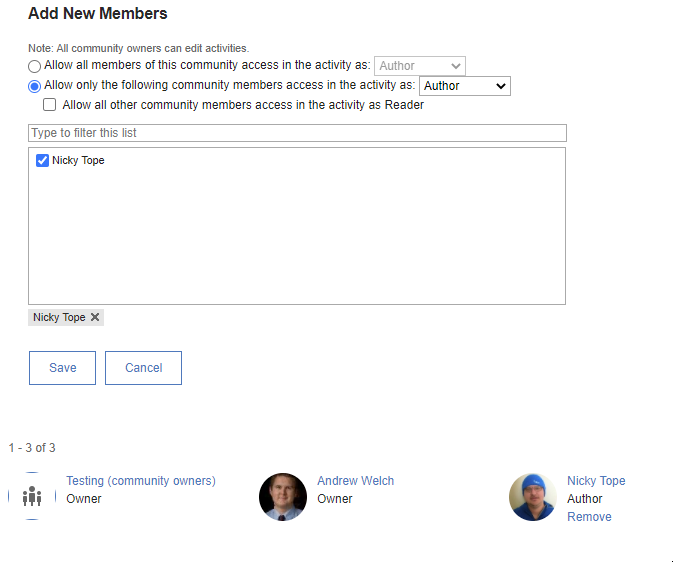 Add New Members
Note: All community owners can edit activities.
Allow all members of this community access in the activity as: Author
Allow only the following community members access in the activity as: Author
Allow all other community members access in the activity as Reader
Type to filter this list
Nicky Tope
Nicky Tope ✕
Save Cancel
1 - 3 of 3
Testing (community owners)
Owner
Andrew Welch
Owner
Nicky Tope
Author
Remove